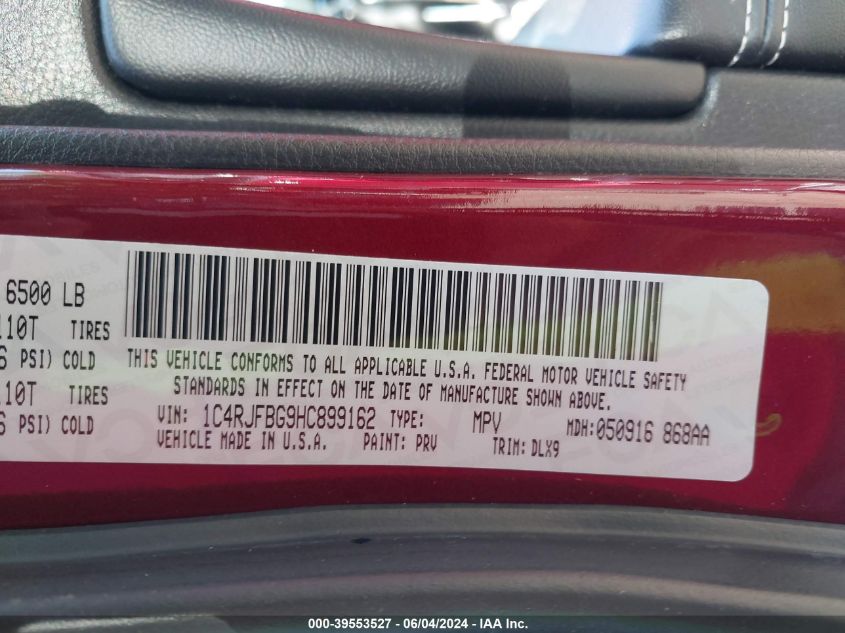 6500 LB
110T TIRES
PSI) COLD
10T TIRES
PSI) COLD
THIS VEHICLE CONFORMS TO ALL APPLICABLE U.S.A. FEDERAL MOTOR VEHICLE SAFETY
STANDARDS IN EFFECT ON THE DATE OF MANUFACTURE SHOWN ABOVE.
VIN: 1C4RJFBG9HC899162 TYPE: MPV MDH:050916 868AA
VEHICLE MADE IN U.S.A. PAINT: PRV TRIM: DLX9
000-39553527 - 06/04/2024 - IAA Inc.